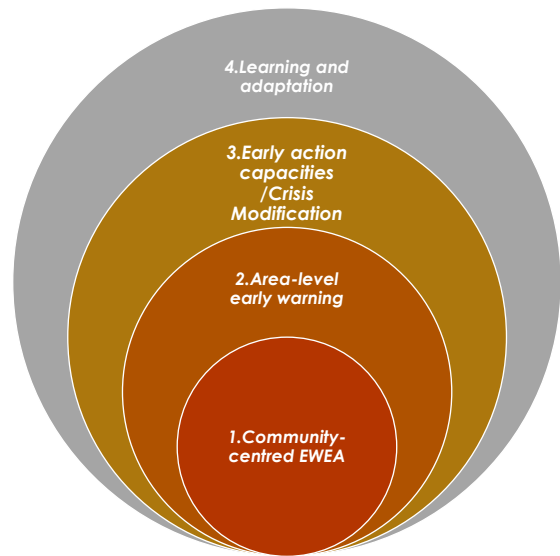 4.Learning and
adaptation
3.Early action
capacities
/Crisis
Modification
2.Area-level
early warning
1.Community-
centred EWEA